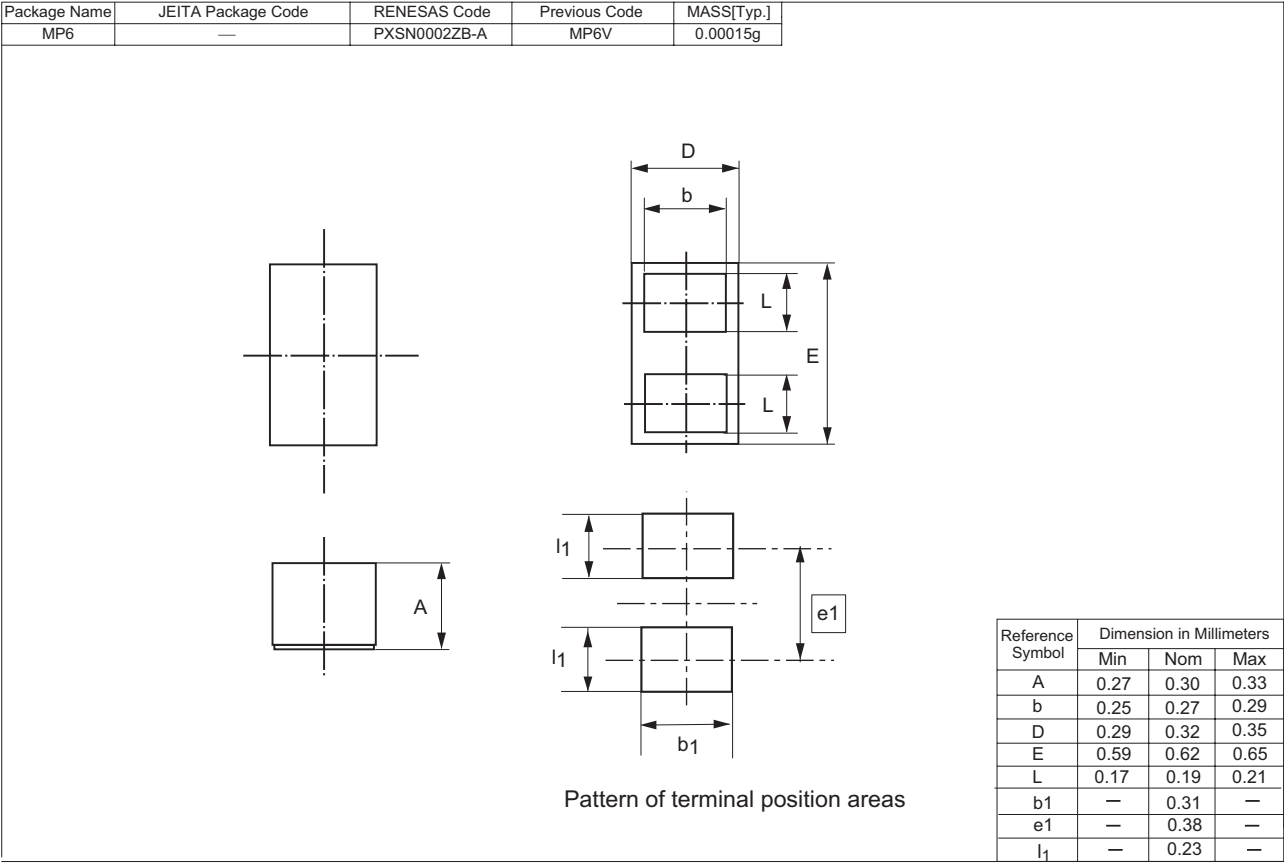 Package Name JEITA Package Code RENESAS Code Previous Code MASS[Typ.]
MP6 — PXSN0002ZB-A MP6V 0.00015g
D
b
L
E
L
A
l1
e1
l1
b1
Pattern of terminal position areas
Reference Symbol Dimension in Millimeters
Min Nom Max
A 0.27 0.30 0.33
b 0.25 0.27 0.29
D 0.29 0.32 0.35
E 0.59 0.62 0.65
L 0.17 0.19 0.21
b1 — 0.31 —
e1 — 0.38 —
l1 — 0.23 —